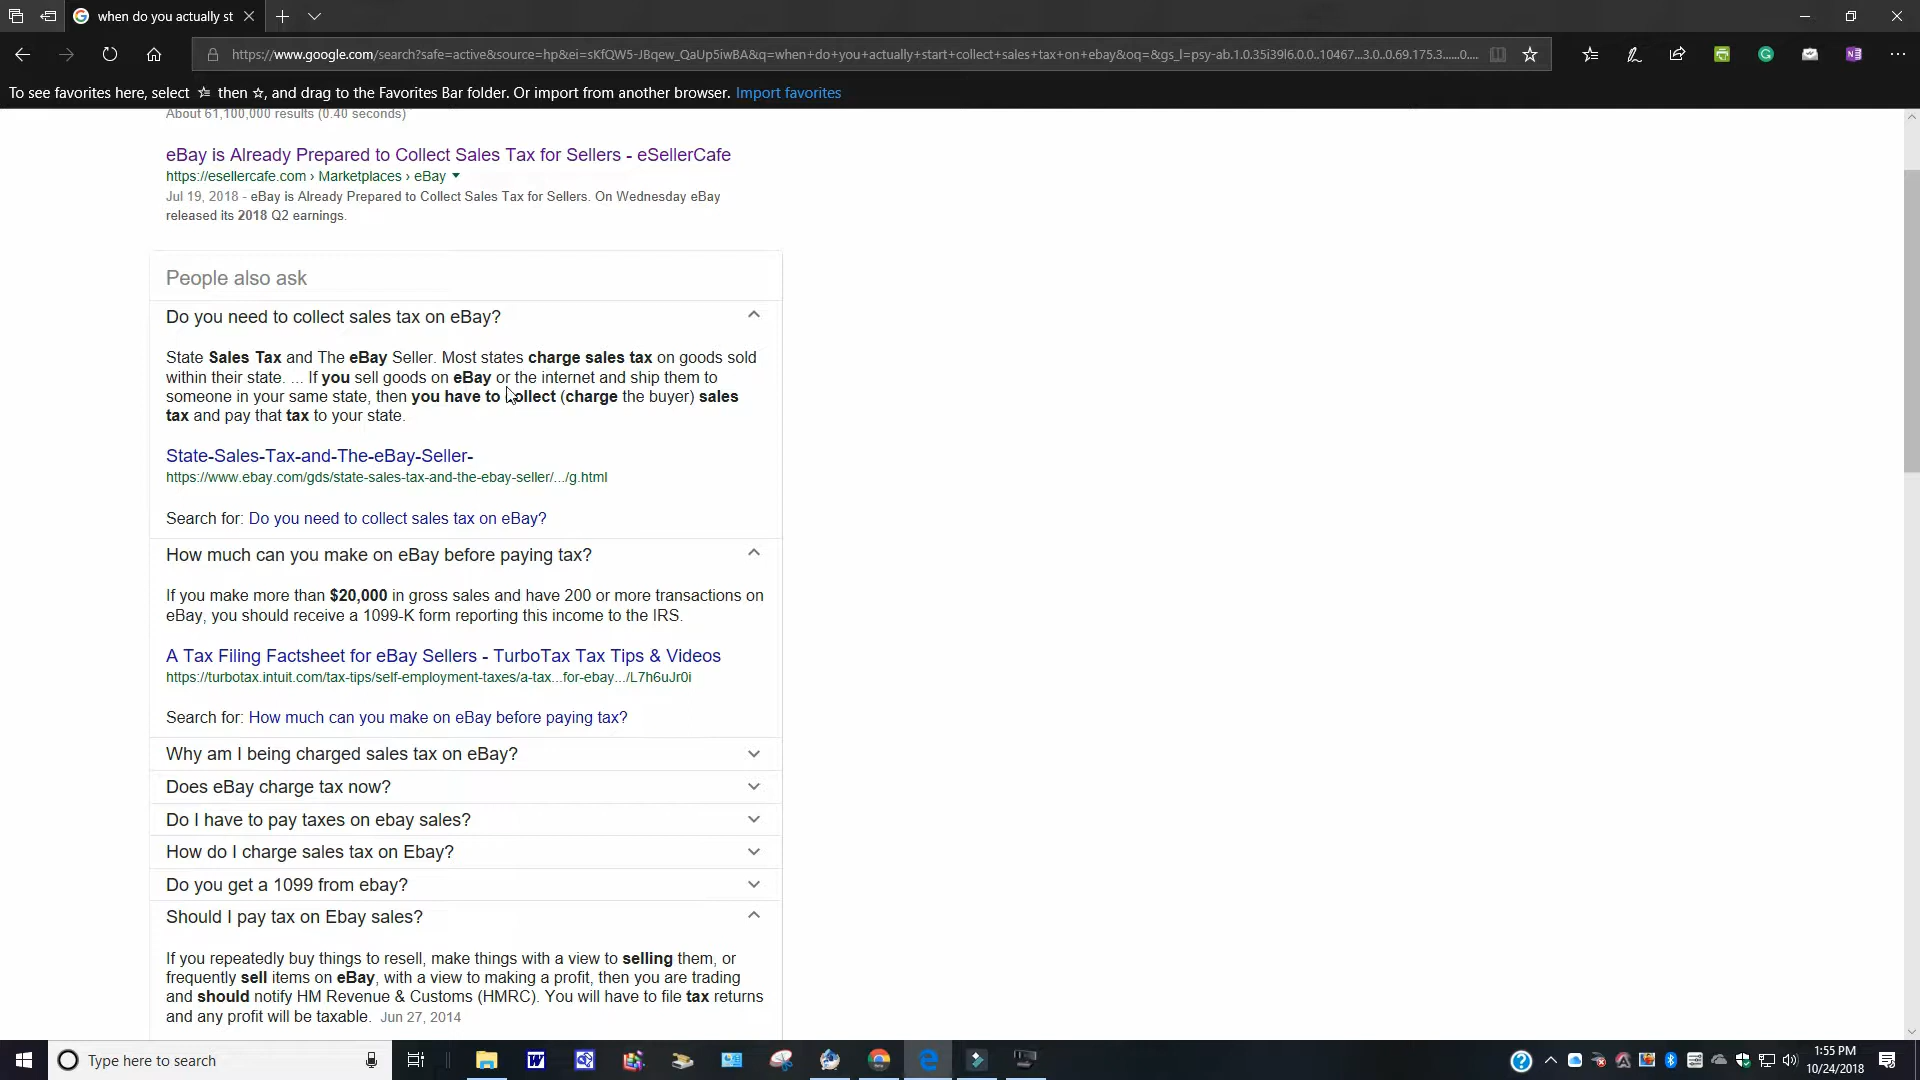 when do you actually st
https://www.google.com/search?safe=active&source=hp&ei=sKfQW5-JBqew_QaUp5iwBA&q=when+do+you+actually+start+collect+sales+tax+on+ebay&oq=&gs_l=psy-ab.1.0.35i39l6.0.0..10467...3.0..0.69.175.3......0....
To see favorites here, select then ☆, and drag to the Favorites Bar folder. Or import from another browser. Import favorites
About 61,100,000 results (0.40 seconds)
eBay is Already Prepared to Collect Sales Tax for Sellers - eSellerCafe
https://esellercafe.com › Marketplaces › eBay
Jul 19, 2018 - eBay is Already Prepared to Collect Sales Tax for Sellers. On Wednesday eBay
released its 2018 Q2 earnings.
People also ask
Do you need to collect sales tax on eBay?
State Sales Tax and The eBay Seller. Most states charge sales tax on goods sold
within their state. ... If you sell goods on eBay or the internet and ship them to
someone in your same state, then you have to collect (charge the buyer) sales
tax and pay that tax to your state.
State-Sales-Tax-and-The-eBay-Seller-
https://www.ebay.com/gds/state-sales-tax-and-the-ebay-seller/.../g.html
Search for: Do you need to collect sales tax on eBay?
How much can you make on eBay before paying tax?
If you make more than $20,000 in gross sales and have 200 or more transactions on
eBay, you should receive a 1099-K form reporting this income to the IRS.
A Tax Filing Factsheet for eBay Sellers - TurboTax Tax Tips & Videos
https://turbotax.intuit.com/tax-tips/self-employment-taxes/a-tax...for-ebay.../L7h6uJr0i
Search for: How much can you make on eBay before paying tax?
Why am I being charged sales tax on eBay?
Does eBay charge tax now?
Do I have to pay taxes on ebay sales?
How do I charge sales tax on Ebay?
Do you get a 1099 from ebay?
Should I pay tax on Ebay sales?
If you repeatedly buy things to resell, make things with a view to selling them, or
frequently sell items on eBay, with a view to making a profit, then you are trading
and should notify HM Revenue & Customs (HMRC). You will have to file tax returns
and any profit will be taxable. Jun 27, 2014
Type here to search
1:55 PM
10/24/2018